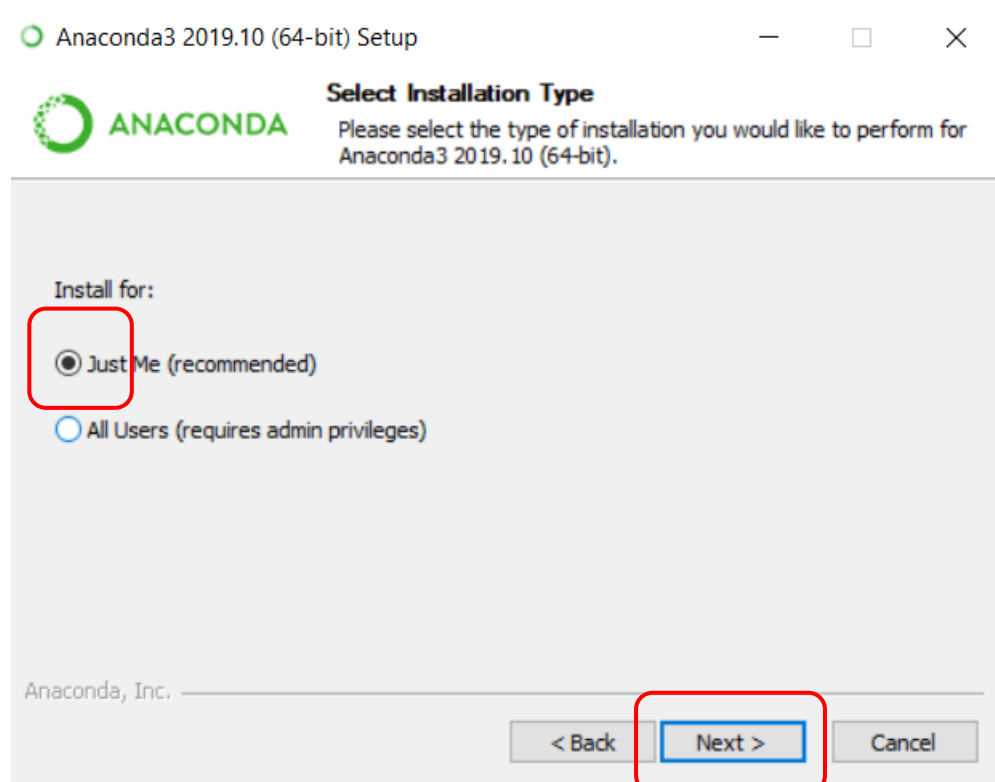 Anaconda3 2019.10 (64-bit) Setup
ANACONDA
Select Installation Type
Please select the type of installation you would like to perform for
Anaconda3 2019.10 (64-bit).
Install for:
Just Me (recommended)
All Users (requires admin privileges)
Anaconda, Inc.
< Back Next > Cancel